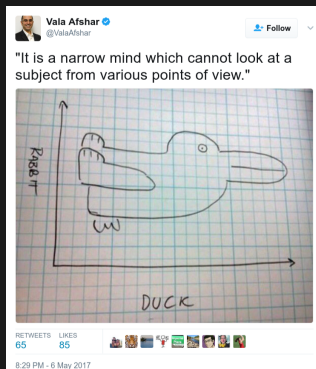 Vala Afshar
@ValaAfshar
Follow
"It is a narrow mind which cannot look at a
subject from various points of view."
RABBIT
DUCK
RETWEETS LIKES
65 85
8:29 PM - 6 May 2017